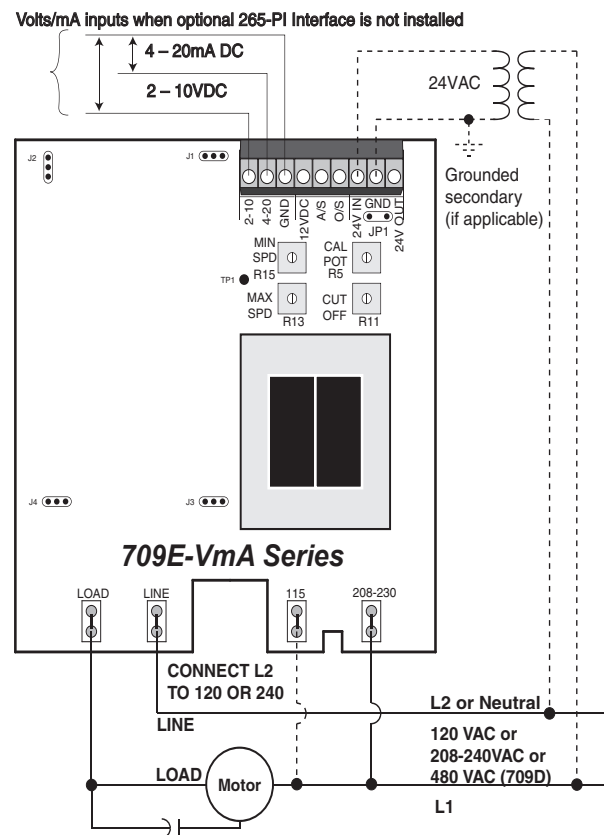 Volts/mA inputs when optional 265-PI Interface is not installed
4 – 20mA DC
2 – 10VDC
24VAC
Grounded
secondary
(if applicable)
J2
J1
2-10
4-20
GND
12VDC
A/S
O/S
24V IN
GND
24V OUT
JP1
MIN
SPD
R15
CAL
POT
R5
TP1
MAX
SPD
R13
CUT
OFF
R11
J4
J3
709E-VmA Series
LOAD
LINE
115
208-230
CONNECT L2
TO 120 OR 240
LINE
L2 or Neutral
120 VAC or
208-240VAC or
480 VAC (709D)
LOAD
Motor
L1